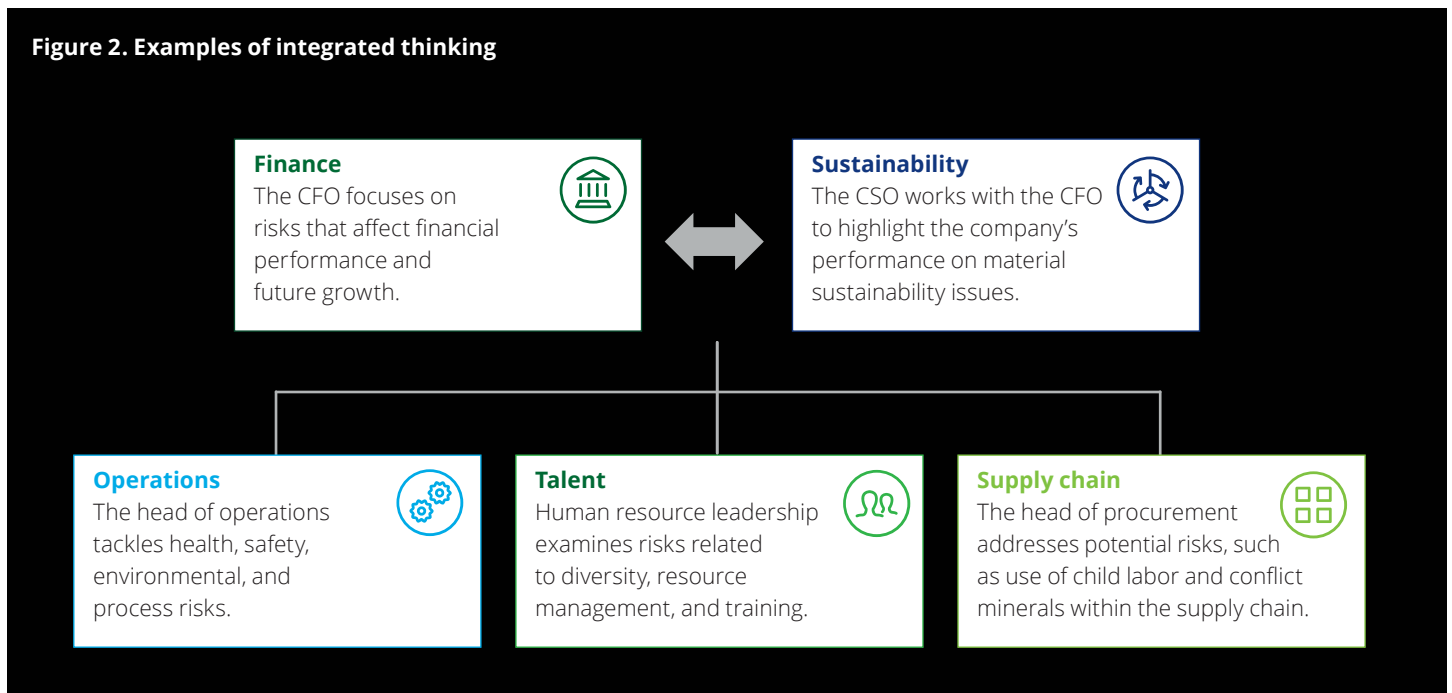 Figure 2. Examples of integrated thinking
Finance
The CFO focuses on
risks that affect financial
performance and
future growth.
Sustainability
The CSO works with the CFO
to highlight the company’s
performance on material
sustainability issues.
Operations
The head of operations
tackles health, safety,
environmental, and
process risks.
Talent
Human resource leadership
examines risks related
to diversity, resource
management, and training.
Supply chain
The head of procurement
addresses potential risks, such
as use of child labor and conflict
minerals within the supply chain.